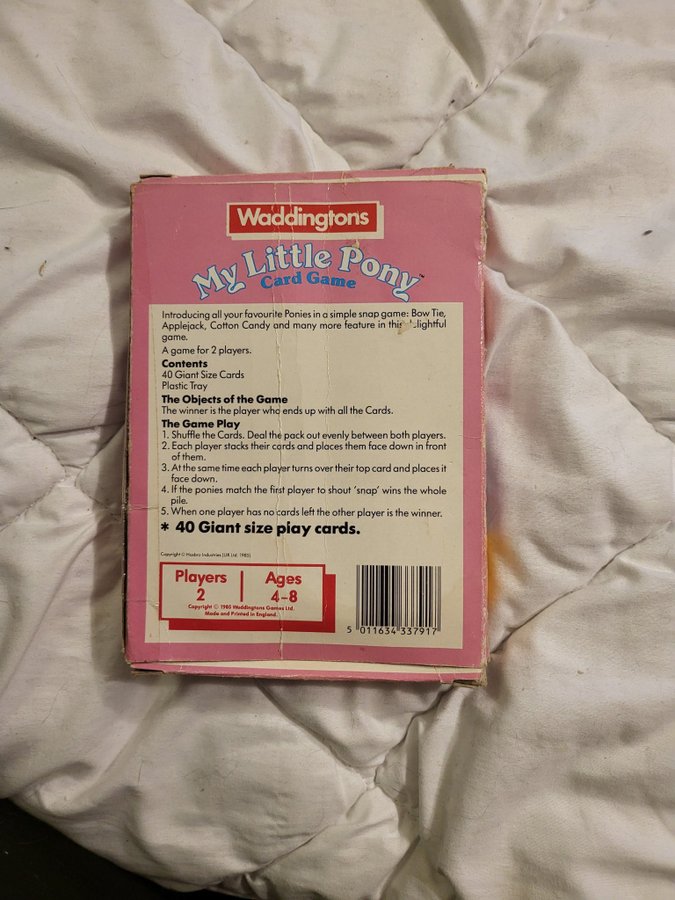 Waddingtons
My Little Pony™
Card Game
Introducing all your favourite Ponies in a simple snap game: Bow Tie,
Applejack, Cotton Candy and many more feature in this lightful
game.
A game for 2 players.
Contents
40 Giant Size Cards
Plastic Tray
The Objects of the Game
The winner is the player who ends up with all the Cards.
The Game Play
1. Shuffle the Cards. Deal the pack out evenly between both players.
2. Each player stacks their cards and places them face down in front
of them.
3. At the same time each player turns over their top card and places it
face down.
4. If the ponies match the first player to shout 'snap' wins the whole
pile.
5. When one player has no cards left the other player is the winner.
* 40 Giant size play cards.
Copyright © Hasbro Industries (UK) Ltd. 1985)
Players
2
Ages
4-8
Copyright © 1985 Waddingtons Games Ltd.
Made and Printed in England.
5 011634 337917